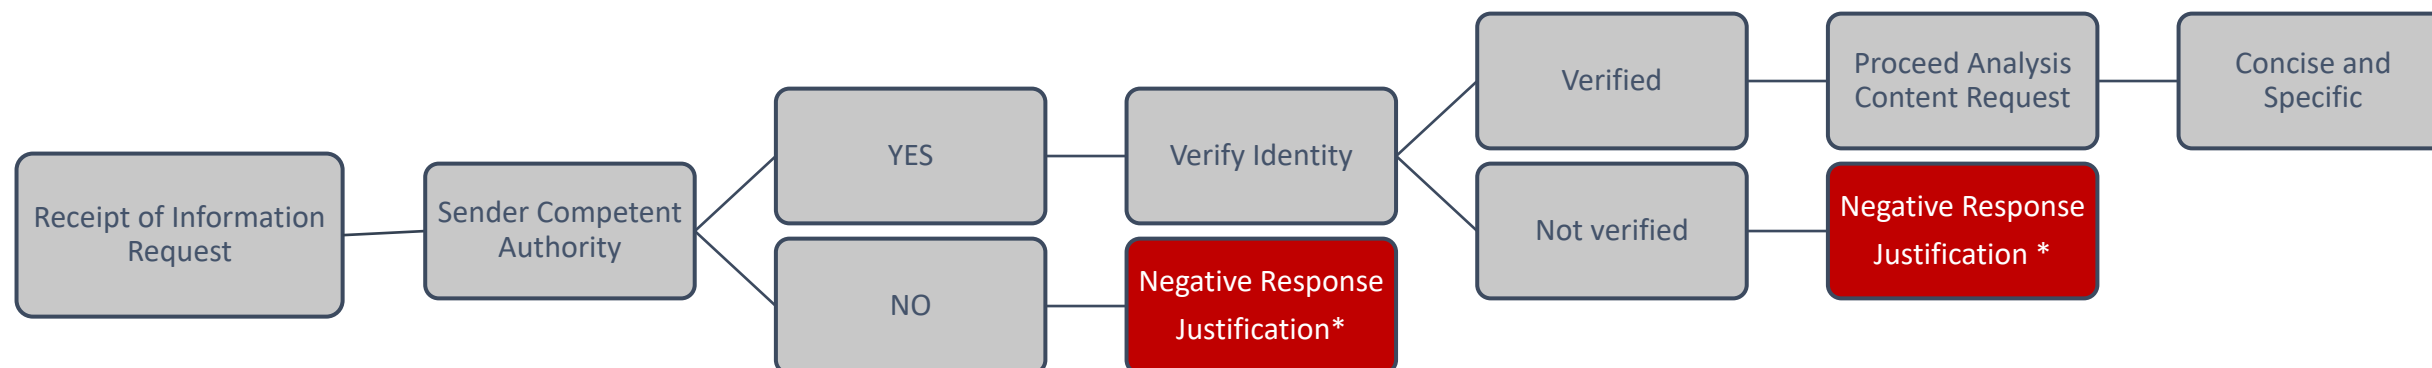 Receipt of Information
Request
Sender Competent
Authority
YES
NO
Verify Identity
Negative Response
Justification*
Verified
Not verified
Proceed Analysis
Content Request
Negative Response
Justification *
Concise and
Specific